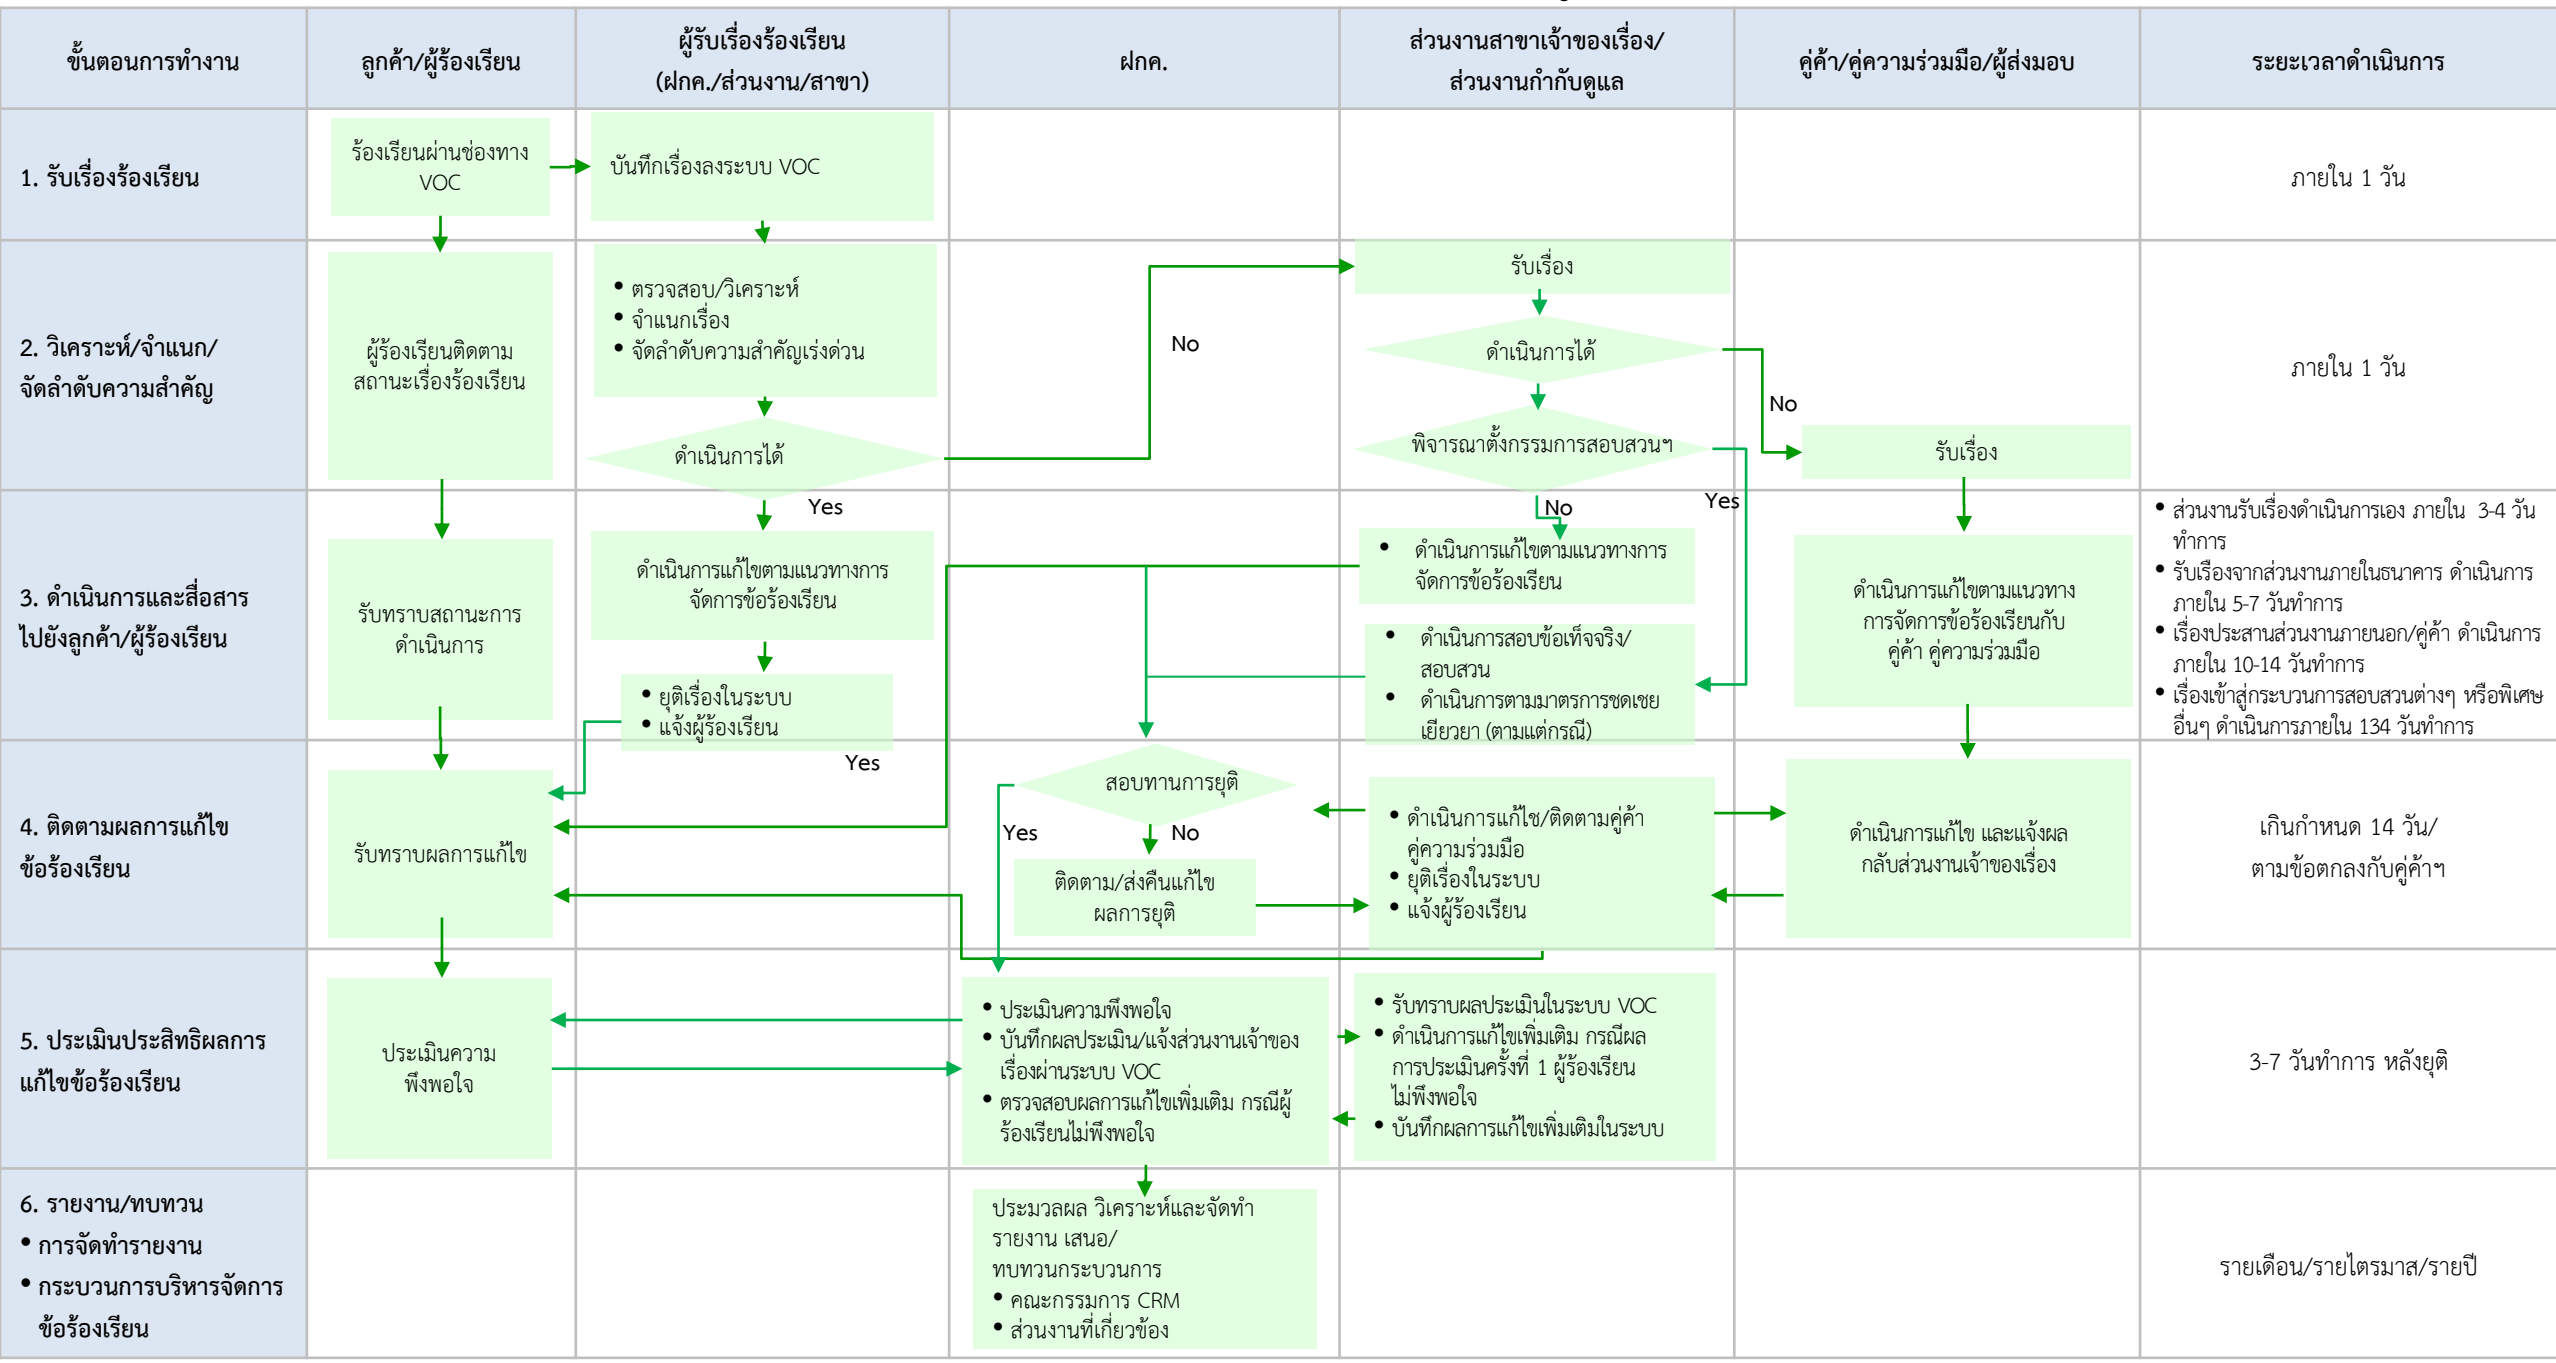 ขั้นตอนการทำงาน
ลูกค้า/ผู้ร้องเรียน
ผู้รับเรื่องร้องเรียน
(ฝกค./ส่วนงาน/สาขา)
ฝกค.
ส่วนงานสาขาเจ้าของเรื่อง/
ส่วนงานกำกับดูแล
คู่ค้า/คู่ความร่วมมือ/ผู้ส่งมอบ
ระยะเวลาดำเนินการ
1. รับเรื่องร้องเรียน
ร้องเรียนผ่านช่องทาง
VOC
บันทึกเรื่องลงระบบ VOC
ภายใน 1 วัน
2. วิเคราะห์/จำแนก/
จัดลำดับความสำคัญ
ผู้ร้องเรียนติดตาม
สถานะเรื่องร้องเรียน
• ตรวจสอบ/วิเคราะห์
• จำแนกเรื่อง
• จัดลำดับความสำคัญเร่งด่วน
ดำเนินการได้
No
Yes
รับเรื่อง
ดำเนินการได้
No
พิจารณาตั้งกรรมการสอบสวนฯ
No
Yes
รับเรื่อง
ภายใน 1 วัน
3. ดำเนินการและสื่อสาร
ไปยังลูกค้า/ผู้ร้องเรียน
รับทราบสถานะการ
ดำเนินการ
ดำเนินการแก้ไขตามแนวทางการ
จัดการข้อร้องเรียน
• ยุติเรื่องในระบบ
• แจ้งผู้ร้องเรียน
Yes
• ดำเนินการแก้ไขตามแนวทางการ
จัดการข้อร้องเรียน
• ดำเนินการสอบข้อเท็จจริง/
สอบสวน
• ดำเนินการตามมาตรการชดเชย
เยียวยา (ตามแต่กรณี)
ดำเนินการแก้ไขตามแนวทาง
การจัดการข้อร้องเรียนกับ
คู่ค้า คู่ความร่วมมือ
• ส่วนงานรับเรื่องดำเนินการเอง ภายใน 3-4 วัน
ทำการ
• รับเรื่องจากส่วนงานภายในธนาคาร ดำเนินการ
ภายใน 5-7 วันทำการ
• เรื่องประสานส่วนงานภายนอก/คู่ค้า ดำเนินการ
ภายใน 10-14 วันทำการ
• เรื่องเข้าสู่กระบวนการสอบสวนต่างๆ หรือพิเศษ
อื่นๆ ดำเนินการภายใน 134 วันทำการ
4. ติดตามผลการแก้ไข
ข้อร้องเรียน
รับทราบผลการแก้ไข
สอบทานการยุติ
Yes
No
ติดตาม/ส่งคืนแก้ไข
ผลการยุติ
• ดำเนินการแก้ไช/ติดตามคู่ค้า
คู่ความร่วมมือ
• ยุติเรื่องในระบบ
• แจ้งผู้ร้องเรียน
ดำเนินการแก้ไข และแจ้งผล
กลับส่วนงานเจ้าของเรื่อง
เกินกำหนด 14 วัน/
ตามข้อตกลงกับคู่ค้าฯ
5. ประเมินประสิทธิผลการ
แก้ไขข้อร้องเรียน
ประเมินความ
พึงพอใจ
• ประเมินความพึงพอใจ
• บันทึกผลประเมิน/แจ้งส่วนงานเจ้าของ
เรื่องผ่านระบบ VOC
• ตรวจสอบผลการแก้ไขเพิ่มเติม กรณีผู้
ร้องเรียนไม่พึงพอใจ
• รับทราบผลประเมินในระบบ VOC
• ดำเนินการแก้ไขเพิ่มเติม กรณีผล
การประเมินครั้งที่ 1 ผู้ร้องเรียน
ไม่พึงพอใจ
• บันทึกผลการแก้ไขเพิ่มเติมในระบบ
3-7 วันทำการ หลังยุติ
6. รายงาน/ทบทวน
• การจัดทำรายงาน
• กระบวนการบริหารจัดการ
ข้อร้องเรียน
ประมวลผล วิเคราะห์และจัดทำ
รายงาน เสนอ/
ทบทวนกระบวนการ
• คณะกรรมการ CRM
• ส่วนงานที่เกี่ยวข้อง
รายเดือน/รายไตรมาส/รายปี